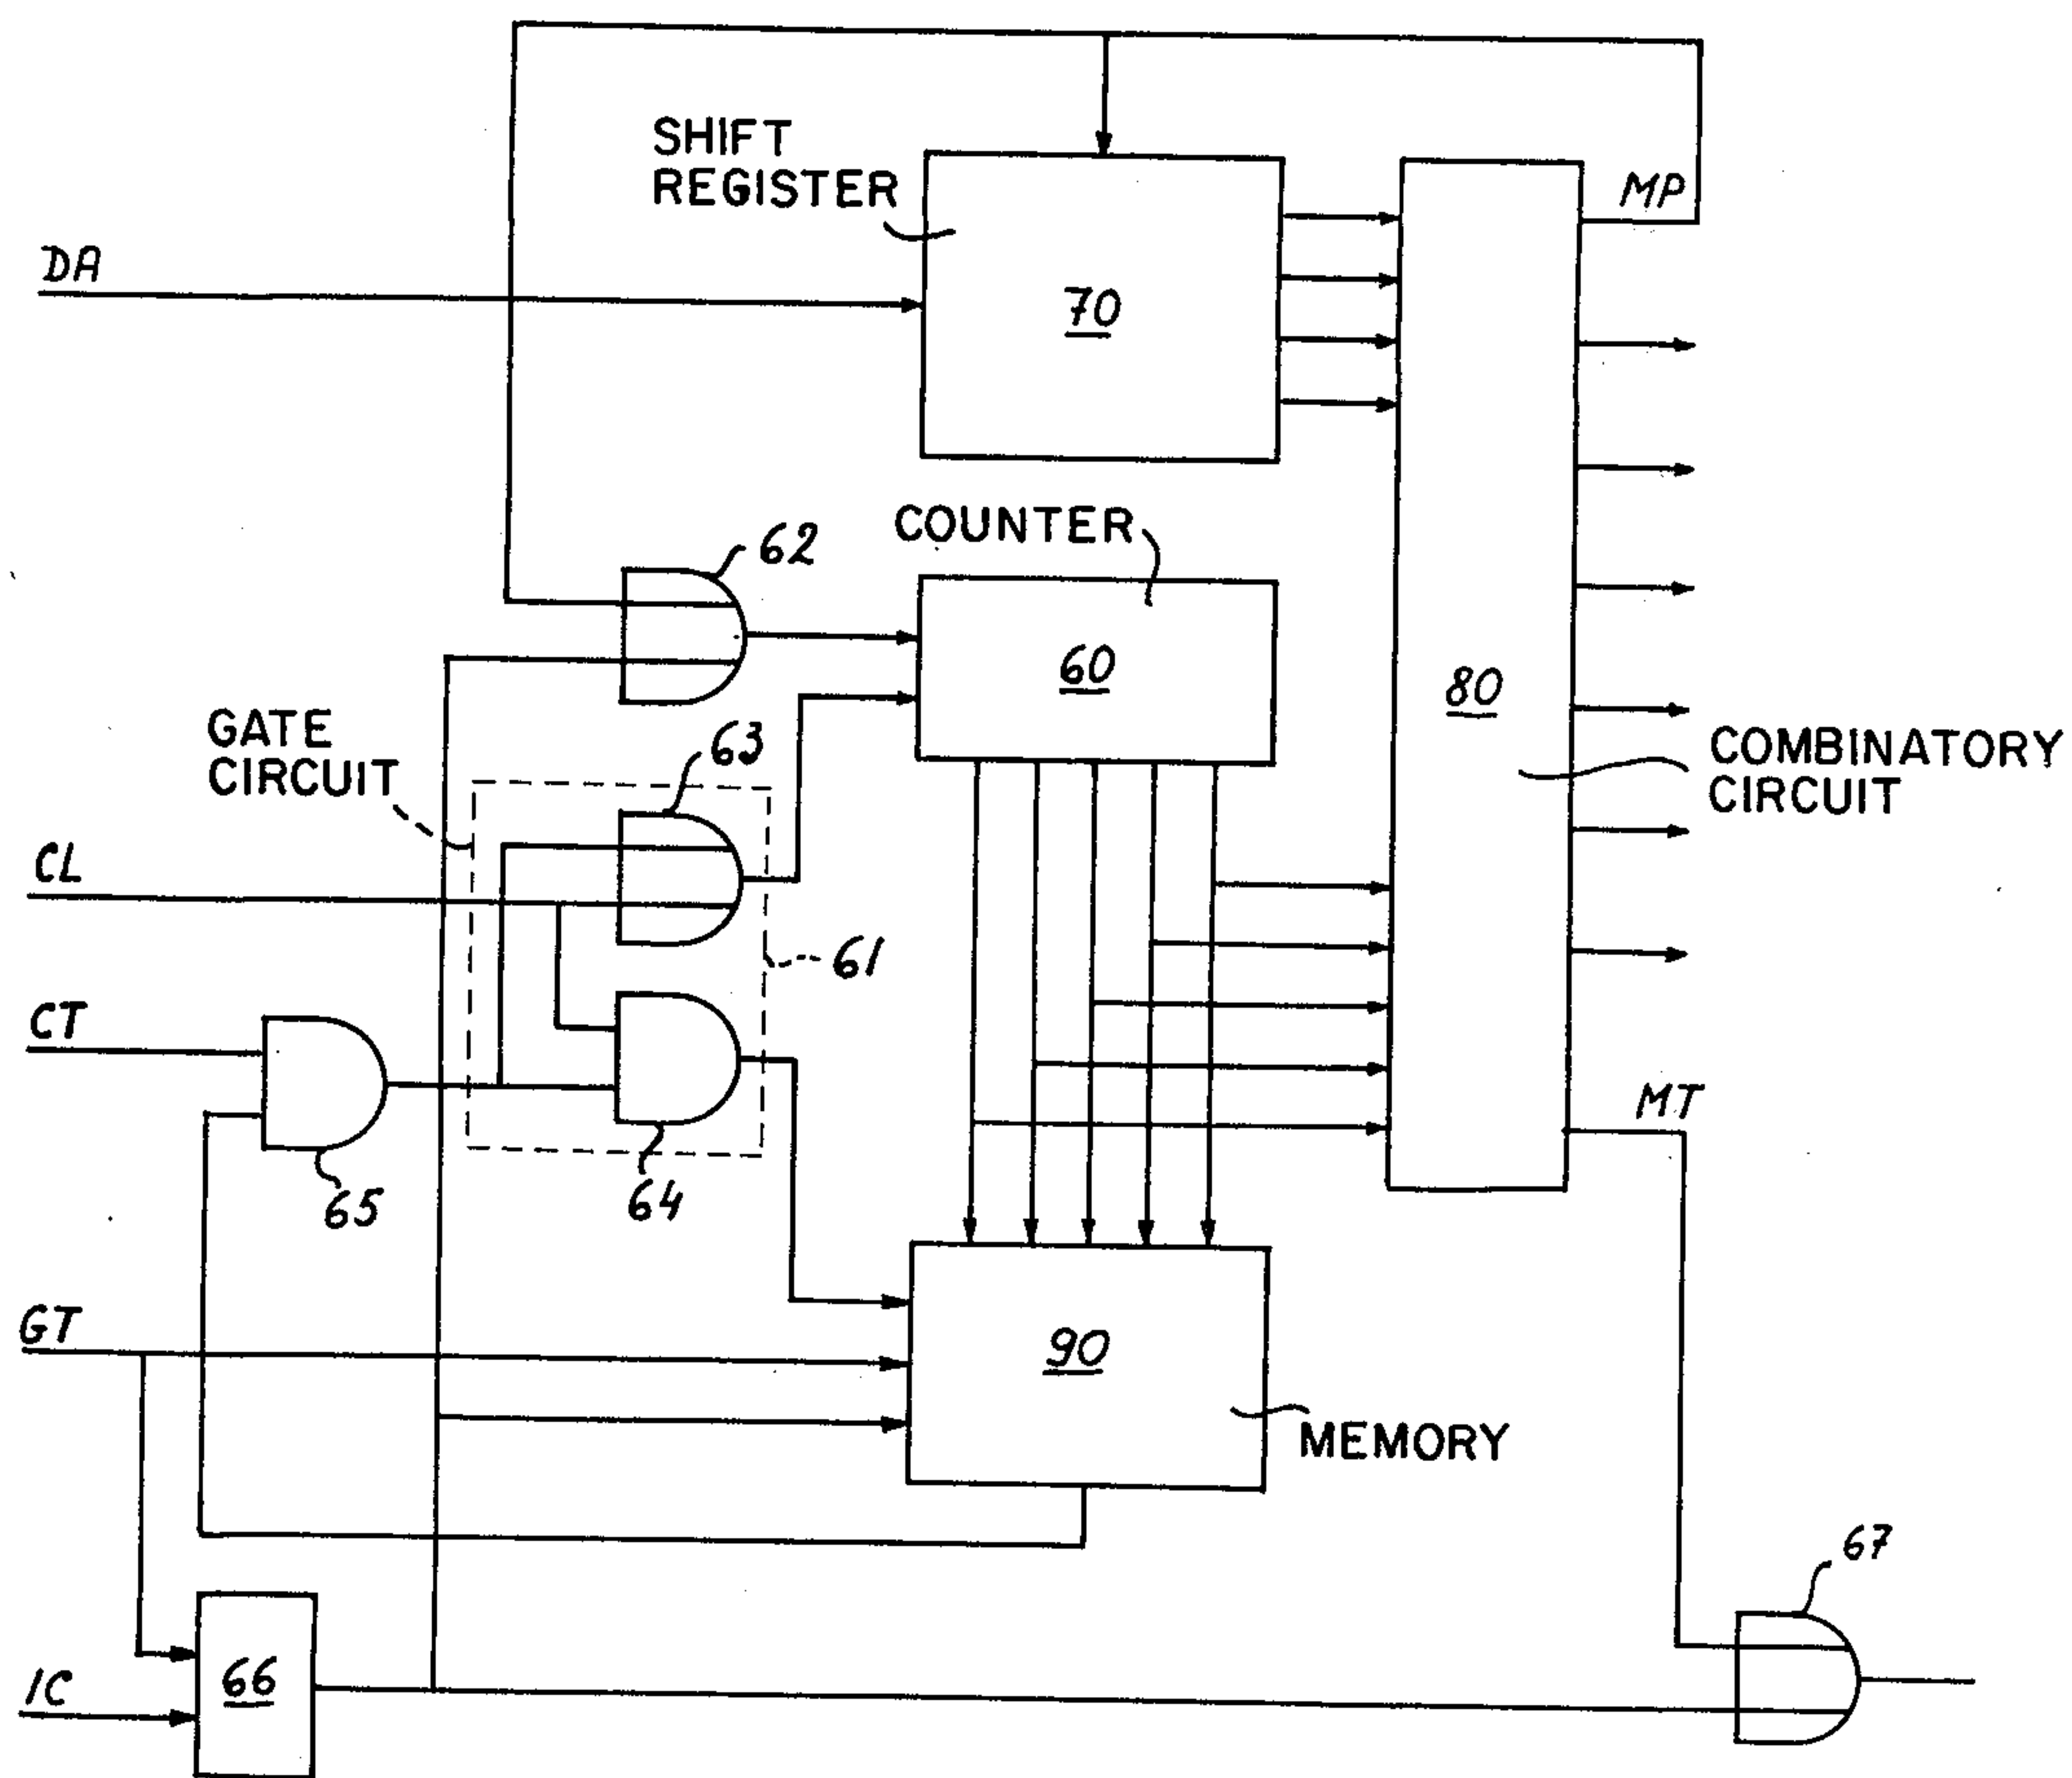 SHIFT
REGISTER
MP
DA
70
COUNTER
62
60
80
GATE
CIRCUIT
63
COMBINATORY
CIRCUIT
CL
61
CT
MT
65
64
GT
90
MEMORY
67
IC
66